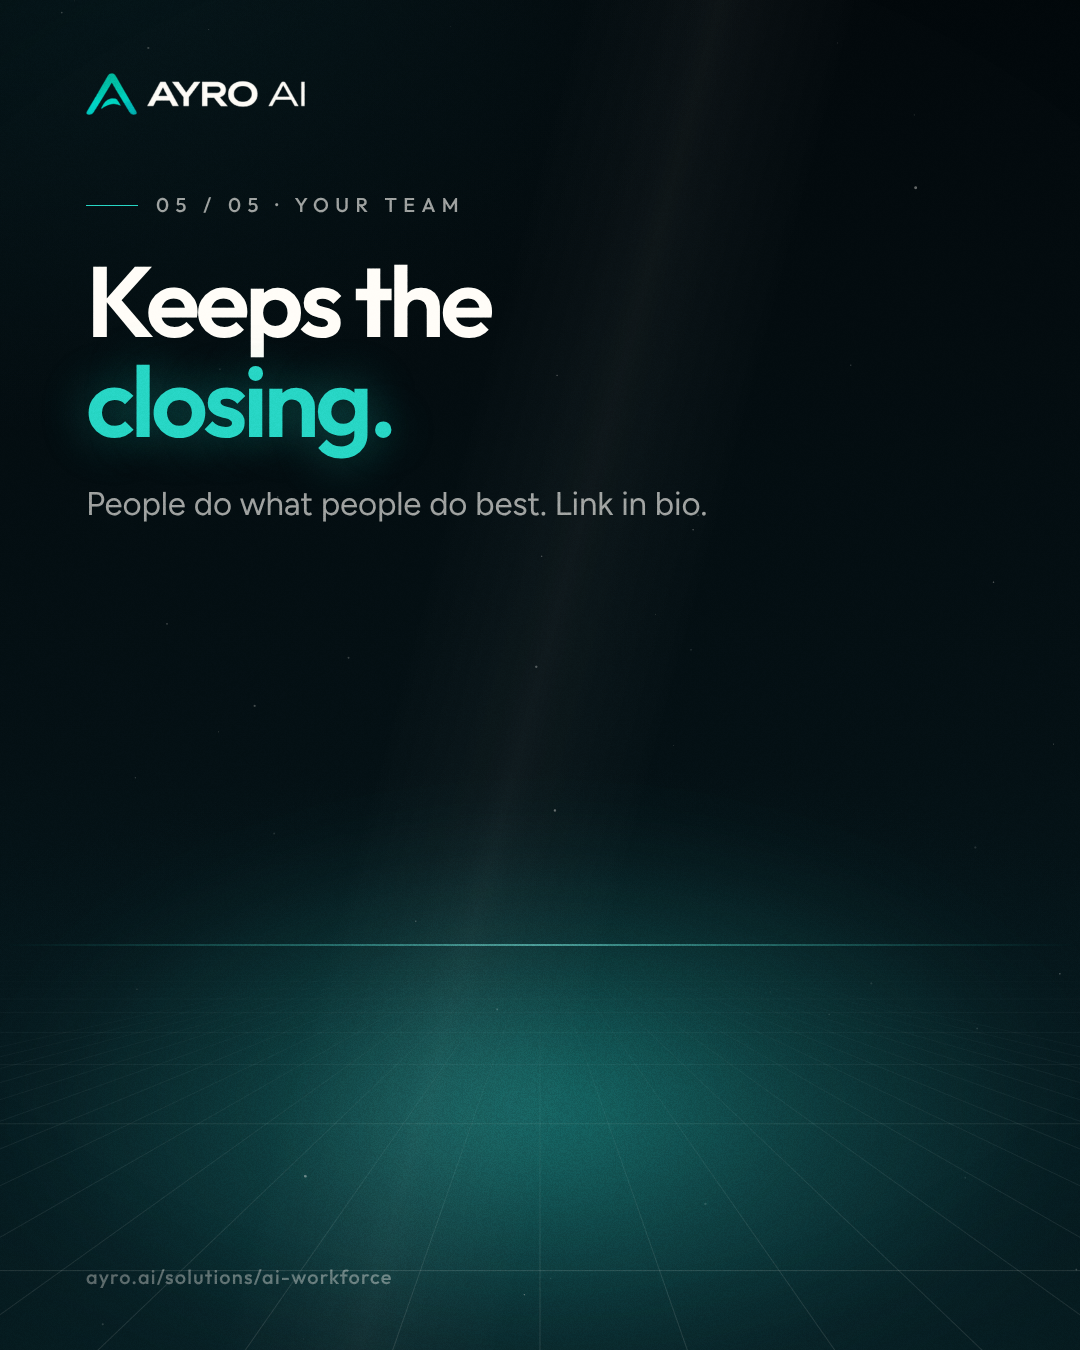 AYRO AI
05 / 05 · YOUR TEAM
Keeps the
closing.
People do what people do best. Link in bio.
ayro.ai/solutions/ai-workforce